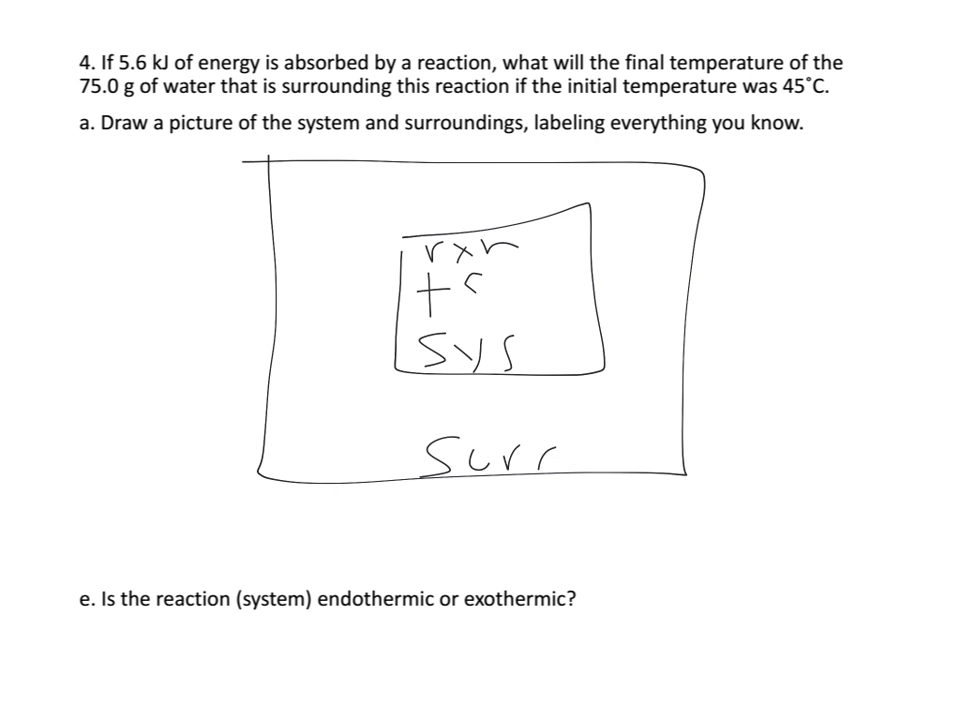 4. If 5.6 kJ of energy is absorbed by a reaction, what will the final temperature of the
75.0 g of water that is surrounding this reaction if the initial temperature was 45˚C.
a. Draw a picture of the system and surroundings, labeling everything you know.
rxn
sys
Surr
e. Is the reaction (system) endothermic or exothermic?